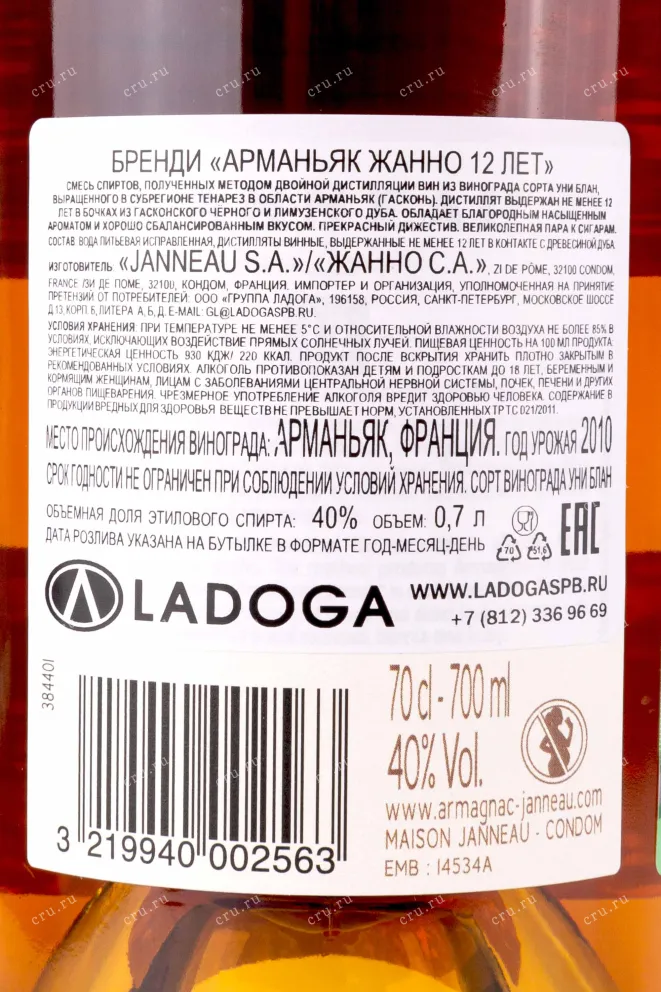 БРЕНДИ «АРМАНЬЯК ЖАННО 12 ЛЕТ»
СМЕСЬ СПИРТОВ, ПОЛУЧЕННЫХ МЕТОДОМ ДВОЙНОЙ ДИСТИЛЛЯЦИИ ВИН ИЗ ВИНОГРАДА СОРТА УНИ БЛАН,
ВЫРАЩЕННОГО В СУБРЕГИОНЕ ТЕНАРЕЗ В ОБЛАСТИ АРМАНЬЯК (ГАСКОНЬ). ДИСТИЛЛЯТ ВЫДЕРЖАН НЕ МЕНЕЕ 12
ЛЕТ В БОЧКАХ ИЗ ГАСКОНСКОГО ЧЕРНОГО И ЛИМУЗЕНСКОГО ДУБА. ОБЛАДАЕТ БЛАГОРОДНЫМ НАСЫЩЕННЫМ
АРОМАТОМ И ХОРОШО СБАЛАНСИРОВАННЫМ ВКУСОМ. ПРЕКРАСНЫЙ ДИЖЕСТИВ. ВЕЛИКОЛЕПНАЯ ПАРА К СИГАРАМ.
СОСТАВ: ВОДА ПИТЬЕВАЯ ИСПРАВЛЕННАЯ, ДИСТИЛЛЯТЫ ВИННЫЕ, ВЫДЕРЖАННЫЕ НЕ МЕНЕЕ 12 ЛЕТ В КОНТАКТЕ С ДРЕВЕСИНОЙ ДУБА.
ИЗГОТОВИТЕЛЬ: «JANNEAU S.A.»/«ЖАННО С.А.», ZI DE PÔME, 32100 CONDOM,
FRANCE /ЗИ ДЕ ПОМЕ, 32100, КОНДОМ, ФРАНЦИЯ. ИМПОРТЕР И ОРГАНИЗАЦИЯ, УПОЛНОМОЧЕННАЯ НА ПРИНЯТИЕ
ПРЕТЕНЗИЙ ОТ ПОТРЕБИТЕЛЕЙ: ООО «ГРУППА ЛАДОГА», 196158, РОССИЯ, САНКТ-ПЕТЕРБУРГ, МОСКОВСКОЕ ШОССЕ
Д.13, КОРП. Б, ЛИТЕРА А, Б, Д. E-MAIL: GL@LADOGASPB.RU.
УСЛОВИЯ ХРАНЕНИЯ: ПРИ ТЕМПЕРАТУРЕ НЕ МЕНЕЕ 5°С И ОТНОСИТЕЛЬНОЙ ВЛАЖНОСТИ ВОЗДУХА НЕ БОЛЕЕ 85% В
УСЛОВИЯХ, ИСКЛЮЧАЮЩИХ ВОЗДЕЙСТВИЕ ПРЯМЫХ СОЛНЕЧНЫХ ЛУЧЕЙ. ПИЩЕВАЯ ЦЕННОСТЬ НА 100 МЛ ПРОДУКТА:
ЭНЕРГЕТИЧЕСКАЯ ЦЕННОСТЬ 930 КДЖ/ 220 ККАЛ. ПРОДУКТ ПОСЛЕ ВСКРЫТИЯ ХРАНИТЬ ПЛОТНО ЗАКРЫТЫМ В
РЕКОМЕНДОВАННЫХ УСЛОВИЯХ. АЛКОГОЛЬ ПРОТИВОПОКАЗАН ДЕТЯМ И ПОДРОСТКАМ ДО 18 ЛЕТ, БЕРЕМЕННЫМ И
КОРМЯЩИМ ЖЕНЩИНАМ, ЛИЦАМ С ЗАБОЛЕВАНИЯМИ ЦЕНТРАЛЬНОЙ НЕРВНОЙ СИСТЕМЫ, ПОЧЕК, ПЕЧЕНИ И ДРУГИХ
ОРГАНОВ ПИЩЕВАРЕНИЯ. ЧРЕЗМЕРНОЕ УПОТРЕБЛЕНИЕ АЛКОГОЛЯ ВРЕДИТ ЗДОРОВЬЮ ЧЕЛОВЕКА. СОДЕРЖАНИЕ В
ПРОДУКЦИИ ВРЕДНЫХ ДЛЯ ЗДОРОВЬЯ ВЕЩЕСТВ НЕ ПРЕВЫШАЕТ НОРМ, УСТАНОВЛЕННЫХ ТР ТС 021/2011.
МЕСТО ПРОИСХОЖДЕНИЯ ВИНОГРАДА: АРМАНЬЯК, ФРАНЦИЯ. ГОД УРОЖАЯ 2010
СРОК ГОДНОСТИ НЕ ОГРАНИЧЕН ПРИ СОБЛЮДЕНИИ УСЛОВИЙ ХРАНЕНИЯ. СОРТ ВИНОГРАДА УНИ БЛАН
ОБЪЕМНАЯ ДОЛЯ ЭТИЛОВОГО СПИРТА: 40% ОБЪЕМ: 0,7 Л
ДАТА РОЗЛИВА УКАЗАНА НА БУТЫЛКЕ В ФОРМАТЕ ГОД-МЕСЯЦ-ДЕНЬ
70 51,6 EAC
LADOGA
WWW.LADOGASPB.RU
+7 (812) 336 96 69
384401
70 cl - 700 ml
40% Vol.
www.armagnac-janneau.com
MAISON JANNEAU - CONDOM
EMB : 14534A
3 219940 002563
cru.ru